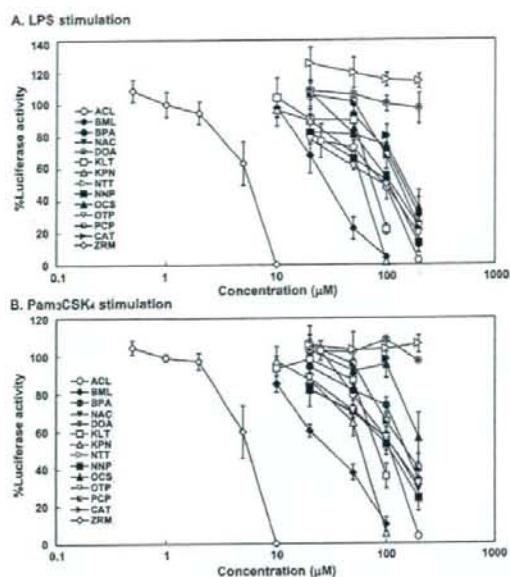 A. LPS stimulation
140
120
100
80
60
40
20
0
%Luciferase activity
ACL
BML
BPA
NAC
DOA
KLT
KPN
NTT
NNP
OCS
OTP
PCP
CAT
ZRM
0.1 1 10 100 1000
Concentration (μM)
B. Pam3CSK4 stimulation
120
100
80
60
40
20
0
%Luciferase activity
ACL
BML
BPA
NAC
DOA
KLT
KPN
NTT
NNP
OCS
OTP
PCP
CAT
ZRM
0.1 1 10 100 1000
Concentration (μM)